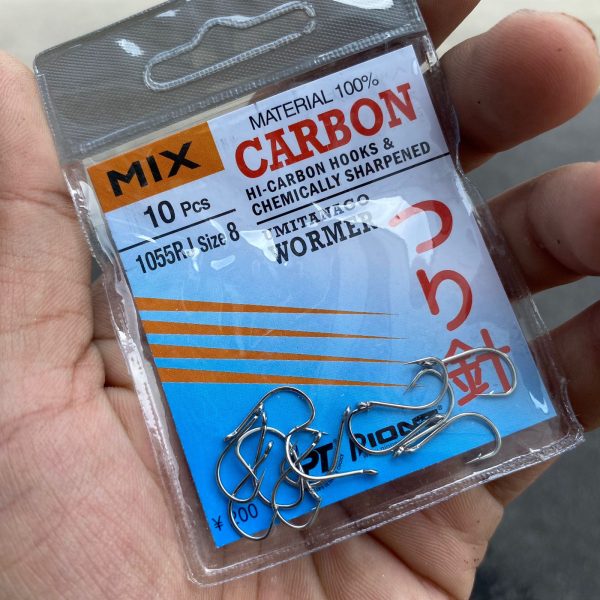 MATERIAL 100%
MIX
CARBON
HI-CARBON HOOKS &
CHEMICALLY SHARPENED
10 Pcs
1055RJ Size 8
UMITANAGO
WORMER
つり針
PT